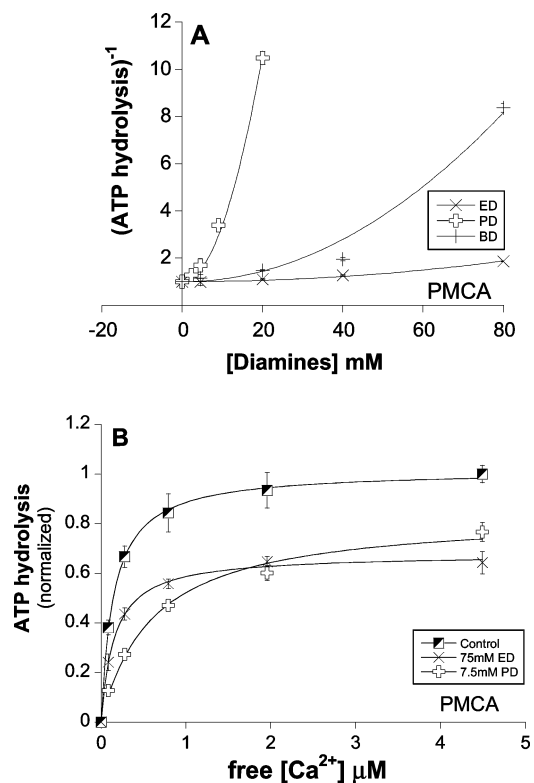 A
12
10
8
6
4
2
(ATP hydrolysis)-1
ED
PD
BD
PMCA
-20 0 20 40 60 80
[Diamines] mM
B
1.2
1
0.8
0.6
0.4
0.2
0
ATP hydrolysis
(normalized)
Control
75mM ED
7.5mM PD
PMCA
0 1 2 3 4 5
free [Ca2+] μM